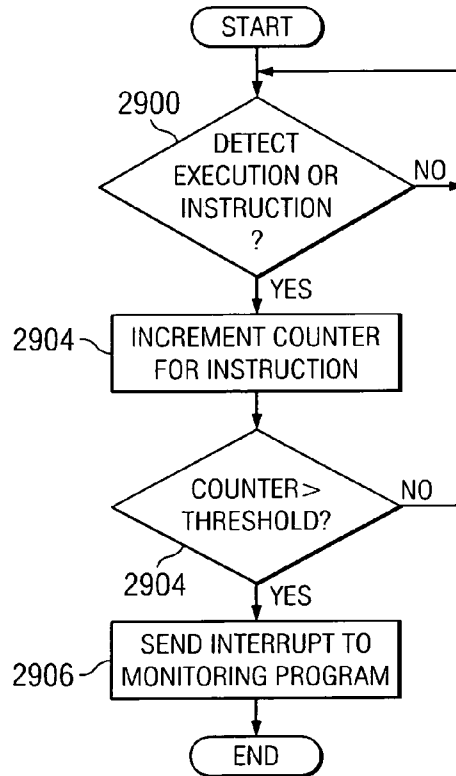 START
2900
DETECT
EXECUTION OR
INSTRUCTION
?
NO
YES
2904
INCREMENT COUNTER
FOR INSTRUCTION
COUNTER>
THRESHOLD?
NO
2904
YES
2906
SEND INTERRUPT TO
MONITORING PROGRAM
END